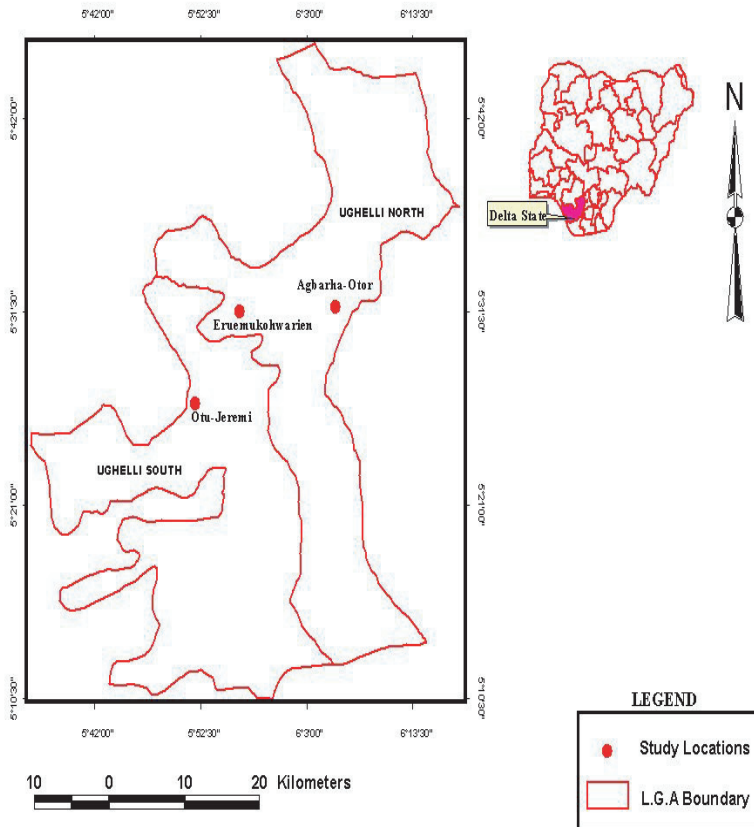 5°42'00" 5°52'30" 6°3'00" 6°13'30"
5°42'00" 5°42'00"
N
UGHELLI NORTH
Delta State
Agbarha-Otor
5°31'30" 5°31'30"
Eruemukohwarien
Otu-Jeremi
UGHELLI SOUTH
5°21'00" 5°21'00"
5°10'30" 5°10'30"
5°42'00" 5°52'30" 6°3'00" 6°13'30"
LEGEND
Study Locations
L.G.A Boundary
10 0 10 20 Kilometers